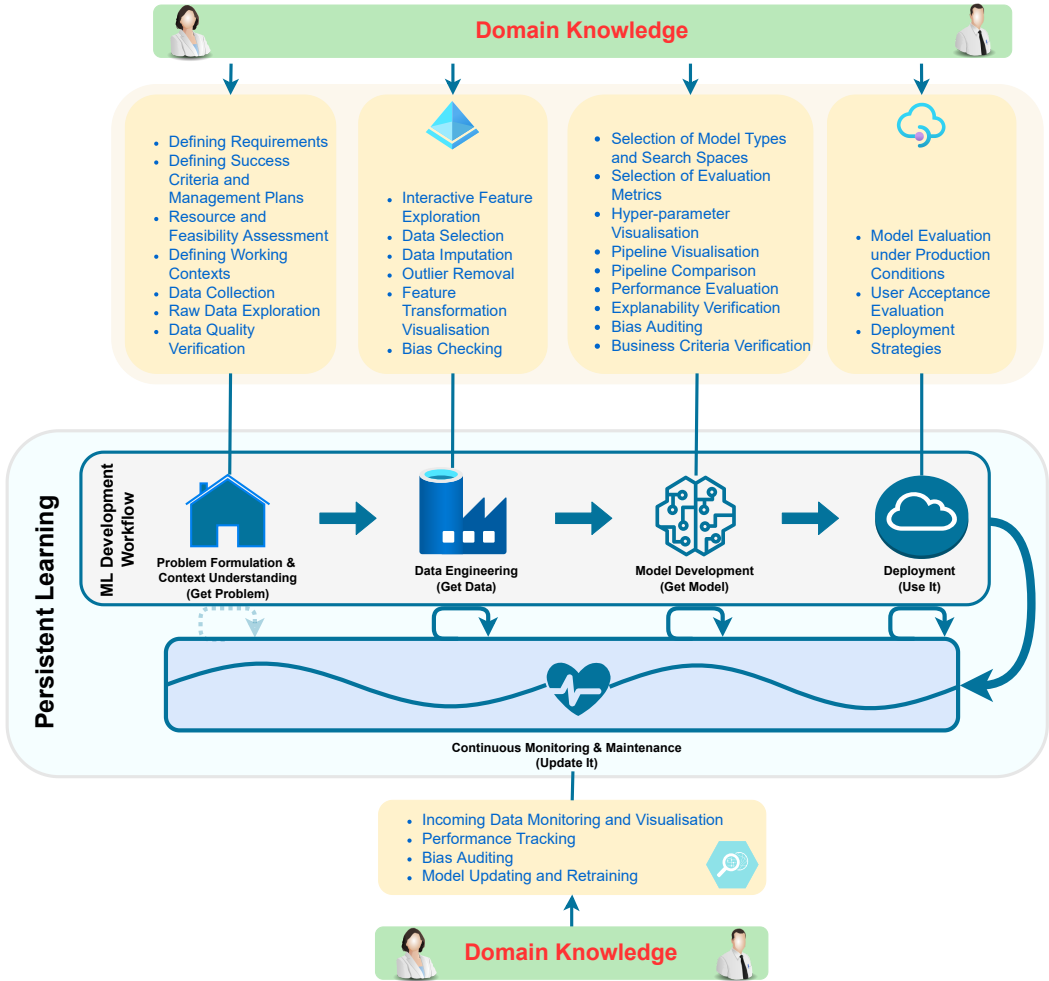 Domain Knowledge
Defining Requirements
Defining Success
Criteria and
Management Plans
Resource and
Feasibility Assessment
Defining Working
Contexts
Data Collection
Raw Data Exploration
Data Quality
Verification
Interactive Feature
Exploration
Data Selection
Data Imputation
Outlier Removal
Feature
Transformation
Visualisation
Bias Checking
Selection of Model Types
and Search Spaces
Selection of Evaluation
Metrics
Hyper-parameter
Visualisation
Pipeline Visualisation
Pipeline Comparison
Performance Evaluation
Explanability Verification
Bias Auditing
Business Criteria Verification
Model Evaluation
under Production
Conditions
User Acceptance
Evaluation
Deployment
Strategies
Persistent Learning
ML Development
Workflow
Problem Formulation &
Context Understanding
(Get Problem)
Data Engineering
(Get Data)
Model Development
(Get Model)
Deployment
(Use It)
Continuous Monitoring & Maintenance
(Update It)
Incoming Data Monitoring and Visualisation
Performance Tracking
Bias Auditing
Model Updating and Retraining
Domain Knowledge